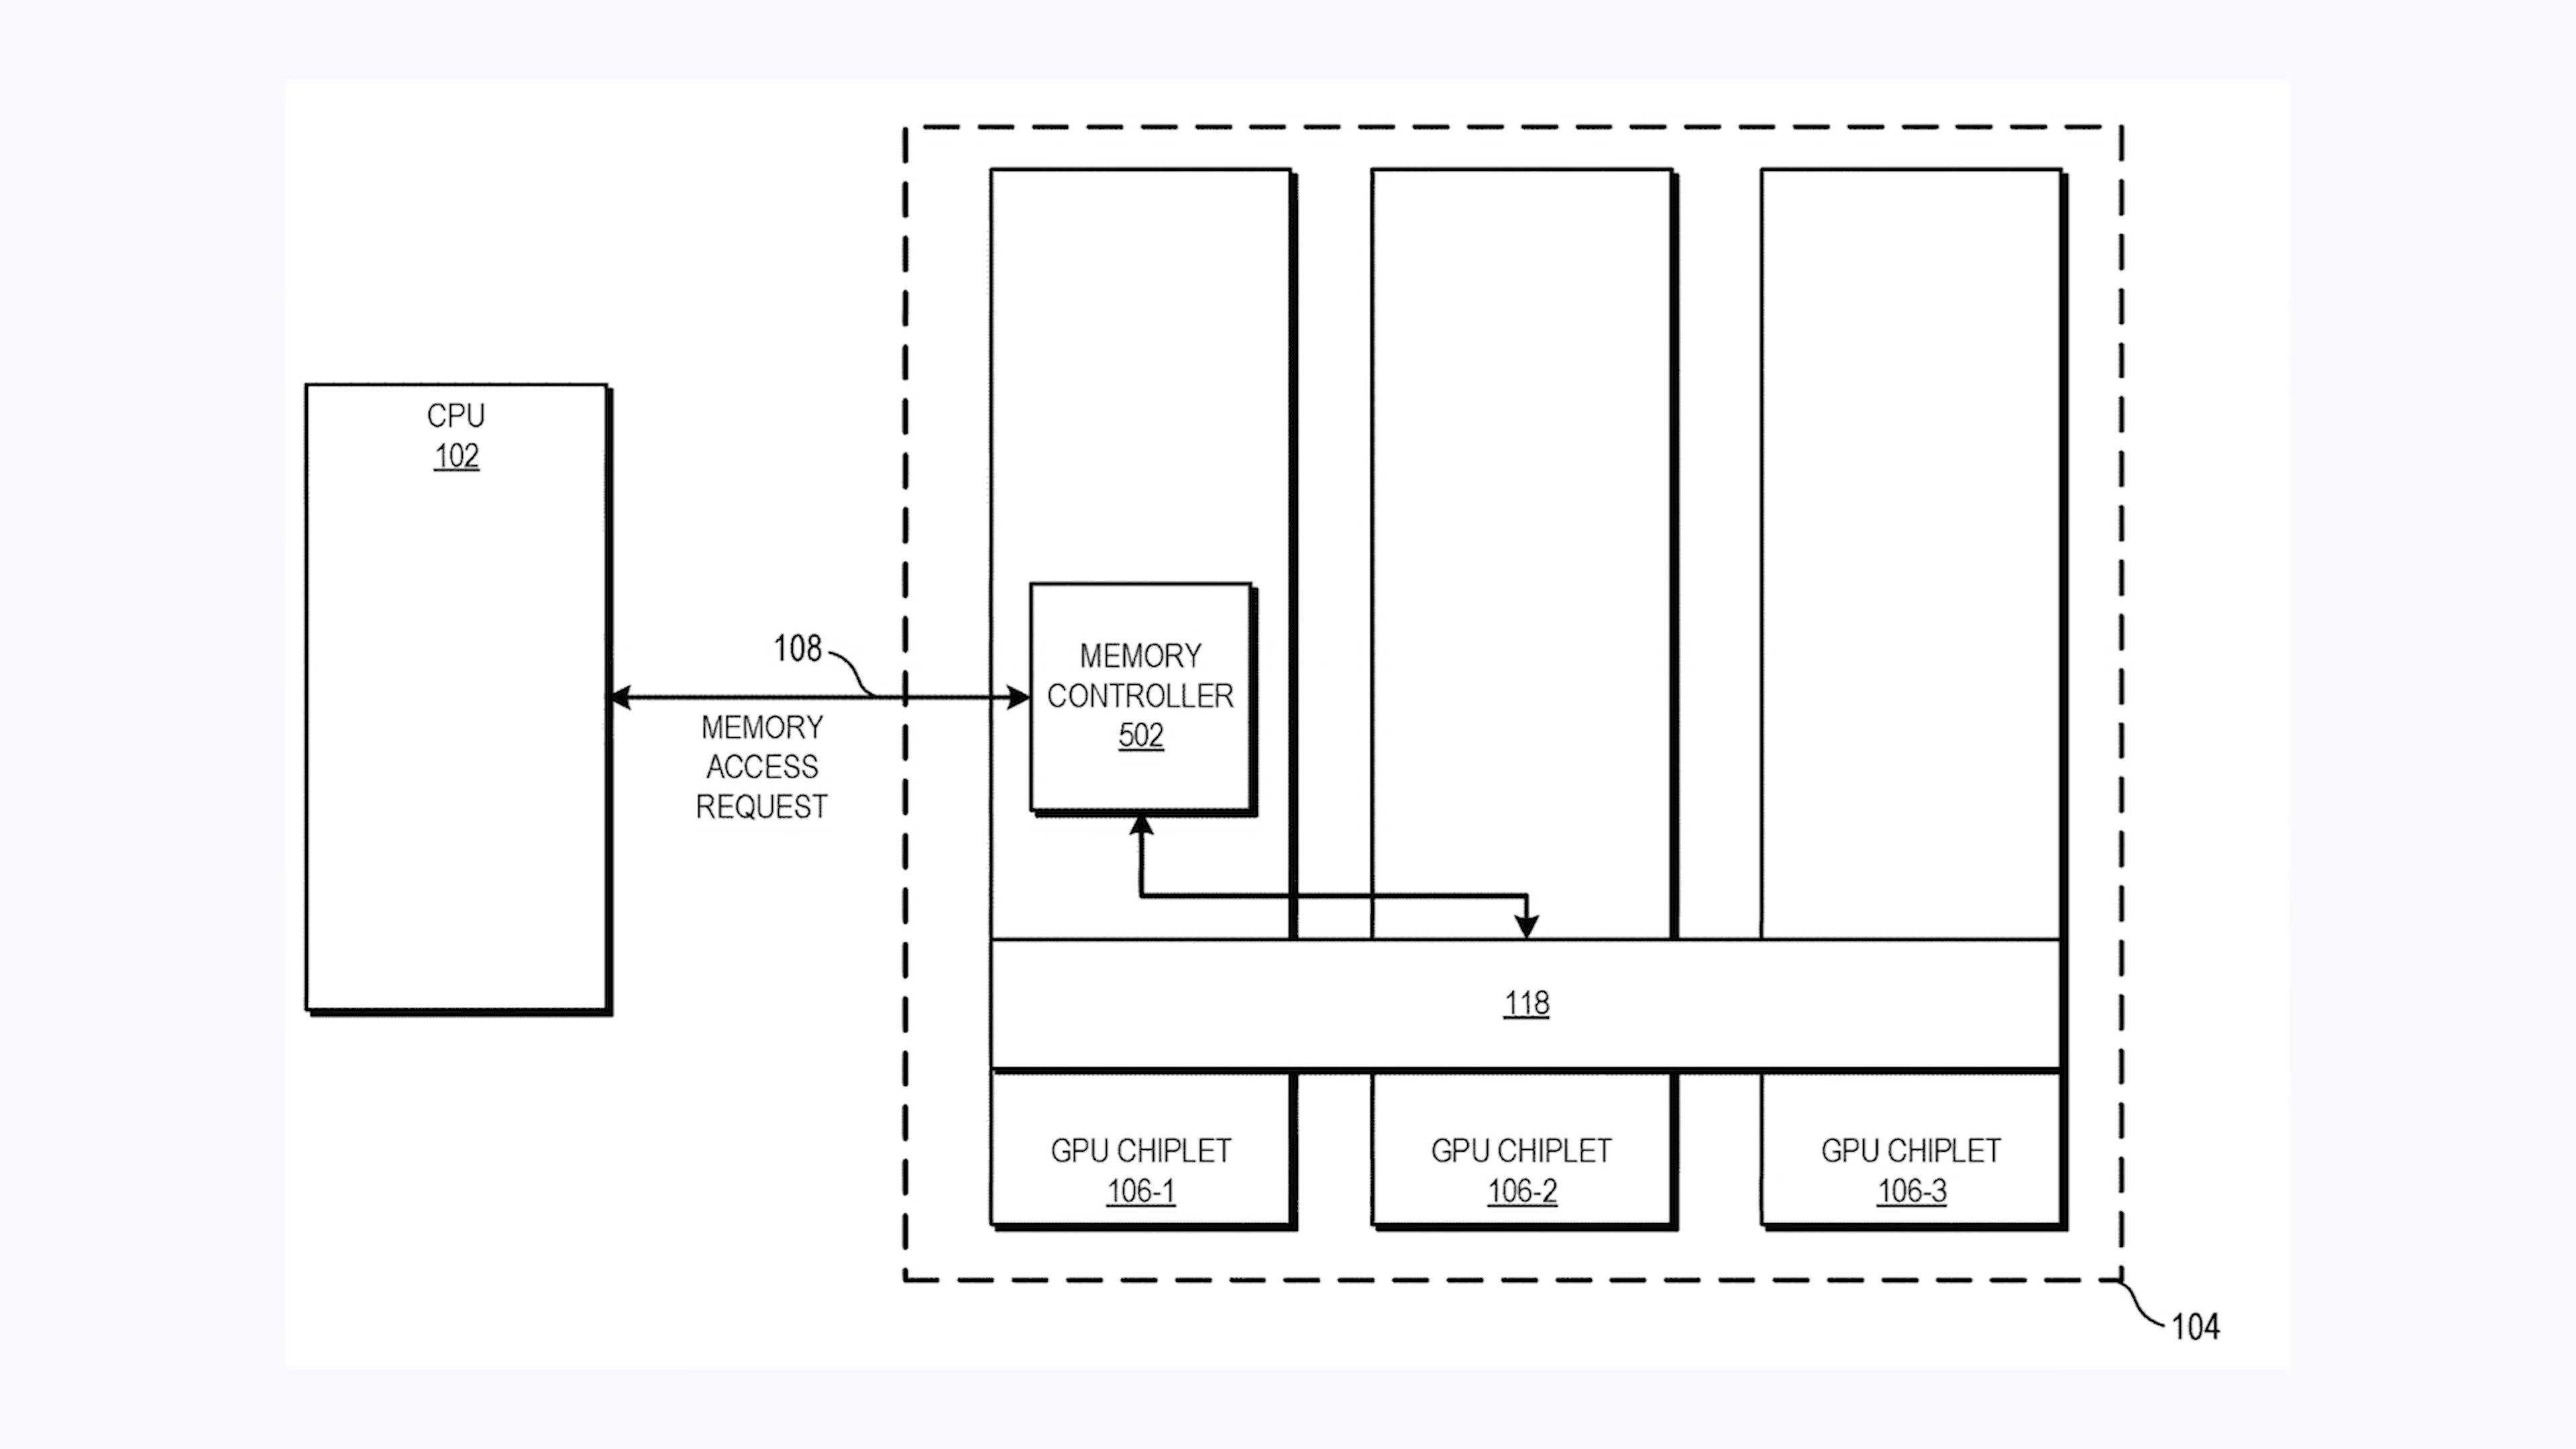 CPU
102
108
MEMORY
ACCESS
REQUEST
MEMORY
CONTROLLER
502
118
GPU CHIPLET
106-1
GPU CHIPLET
106-2
GPU CHIPLET
106-3
104